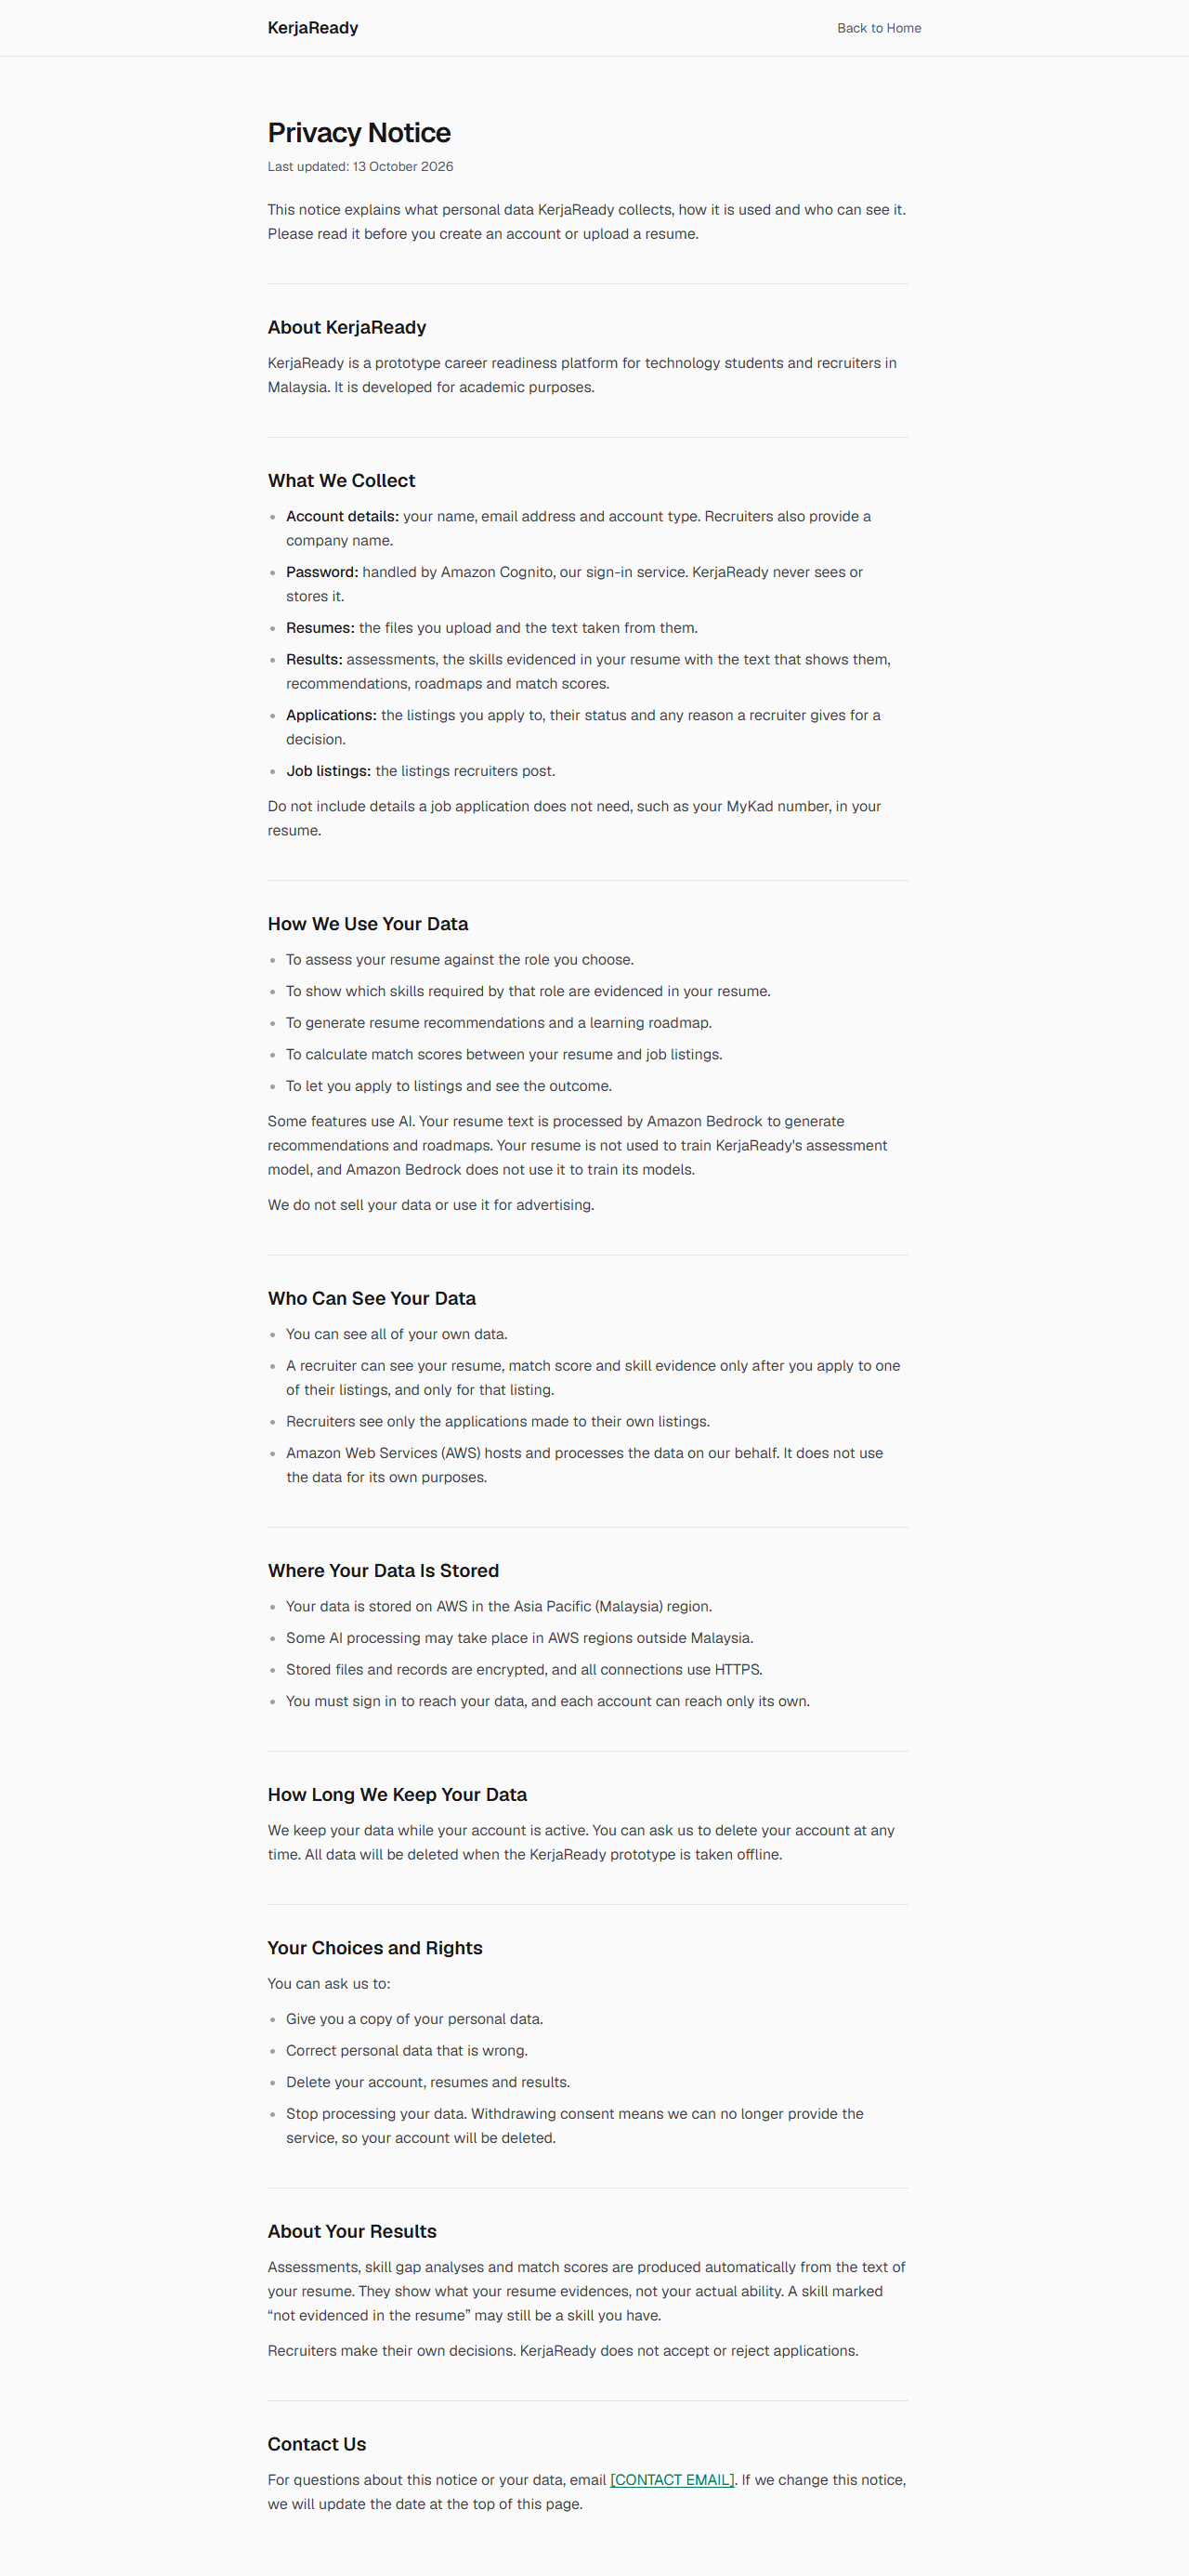 KerjaReady
Back to Home
Privacy Notice
Last updated: 13 October 2026
This notice explains what personal data KerjaReady collects, how it is used and who can see it.
Please read it before you create an account or upload a resume.
About KerjaReady
KerjaReady is a prototype career readiness platform for technology students and recruiters in
Malaysia. It is developed for academic purposes.
What We Collect
• Account details: your name, email address and account type. Recruiters also provide a
company name.
• Password: handled by Amazon Cognito, our sign-in service. KerjaReady never sees or
stores it.
• Resumes: the files you upload and the text taken from them.
• Results: assessments, the skills evidenced in your resume with the text that shows them,
recommendations, roadmaps and match scores.
• Applications: the listings you apply to, their status and any reason a recruiter gives for a
decision.
• Job listings: the listings recruiters post.
Do not include details a job application does not need, such as your MyKad number, in your
resume.
How We Use Your Data
• To assess your resume against the role you choose.
• To show which skills required by that role are evidenced in your resume.
• To generate resume recommendations and a learning roadmap.
• To calculate match scores between your resume and job listings.
• To let you apply to listings and see the outcome.
Some features use AI. Your resume text is processed by Amazon Bedrock to generate
recommendations and roadmaps. Your resume is not used to train KerjaReady's assessment
model, and Amazon Bedrock does not use it to train its models.
We do not sell your data or use it for advertising.
Who Can See Your Data
• You can see all of your own data.
• A recruiter can see your resume, match score and skill evidence only after you apply to one
of their listings, and only for that listing.
• Recruiters see only the applications made to their own listings.
• Amazon Web Services (AWS) hosts and processes the data on our behalf. It does not use
the data for its own purposes.
Where Your Data Is Stored
• Your data is stored on AWS in the Asia Pacific (Malaysia) region.
• Some AI processing may take place in AWS regions outside Malaysia.
• Stored files and records are encrypted, and all connections use HTTPS.
• You must sign in to reach your data, and each account can reach only its own.
How Long We Keep Your Data
We keep your data while your account is active. You can ask us to delete your account at any
time. All data will be deleted when the KerjaReady prototype is taken offline.
Your Choices and Rights
You can ask us to:
• Give you a copy of your personal data.
• Correct personal data that is wrong.
• Delete your account, resumes and results.
• Stop processing your data. Withdrawing consent means we can no longer provide the
service, so your account will be deleted.
About Your Results
Assessments, skill gap analyses and match scores are produced automatically from the text of
your resume. They show what your resume evidences, not your actual ability. A skill marked
“not evidenced in the resume” may still be a skill you have.
Recruiters make their own decisions. KerjaReady does not accept or reject applications.
Contact Us
For questions about this notice or your data, email [CONTACT EMAIL]. If we change this notice,
we will update the date at the top of this page.